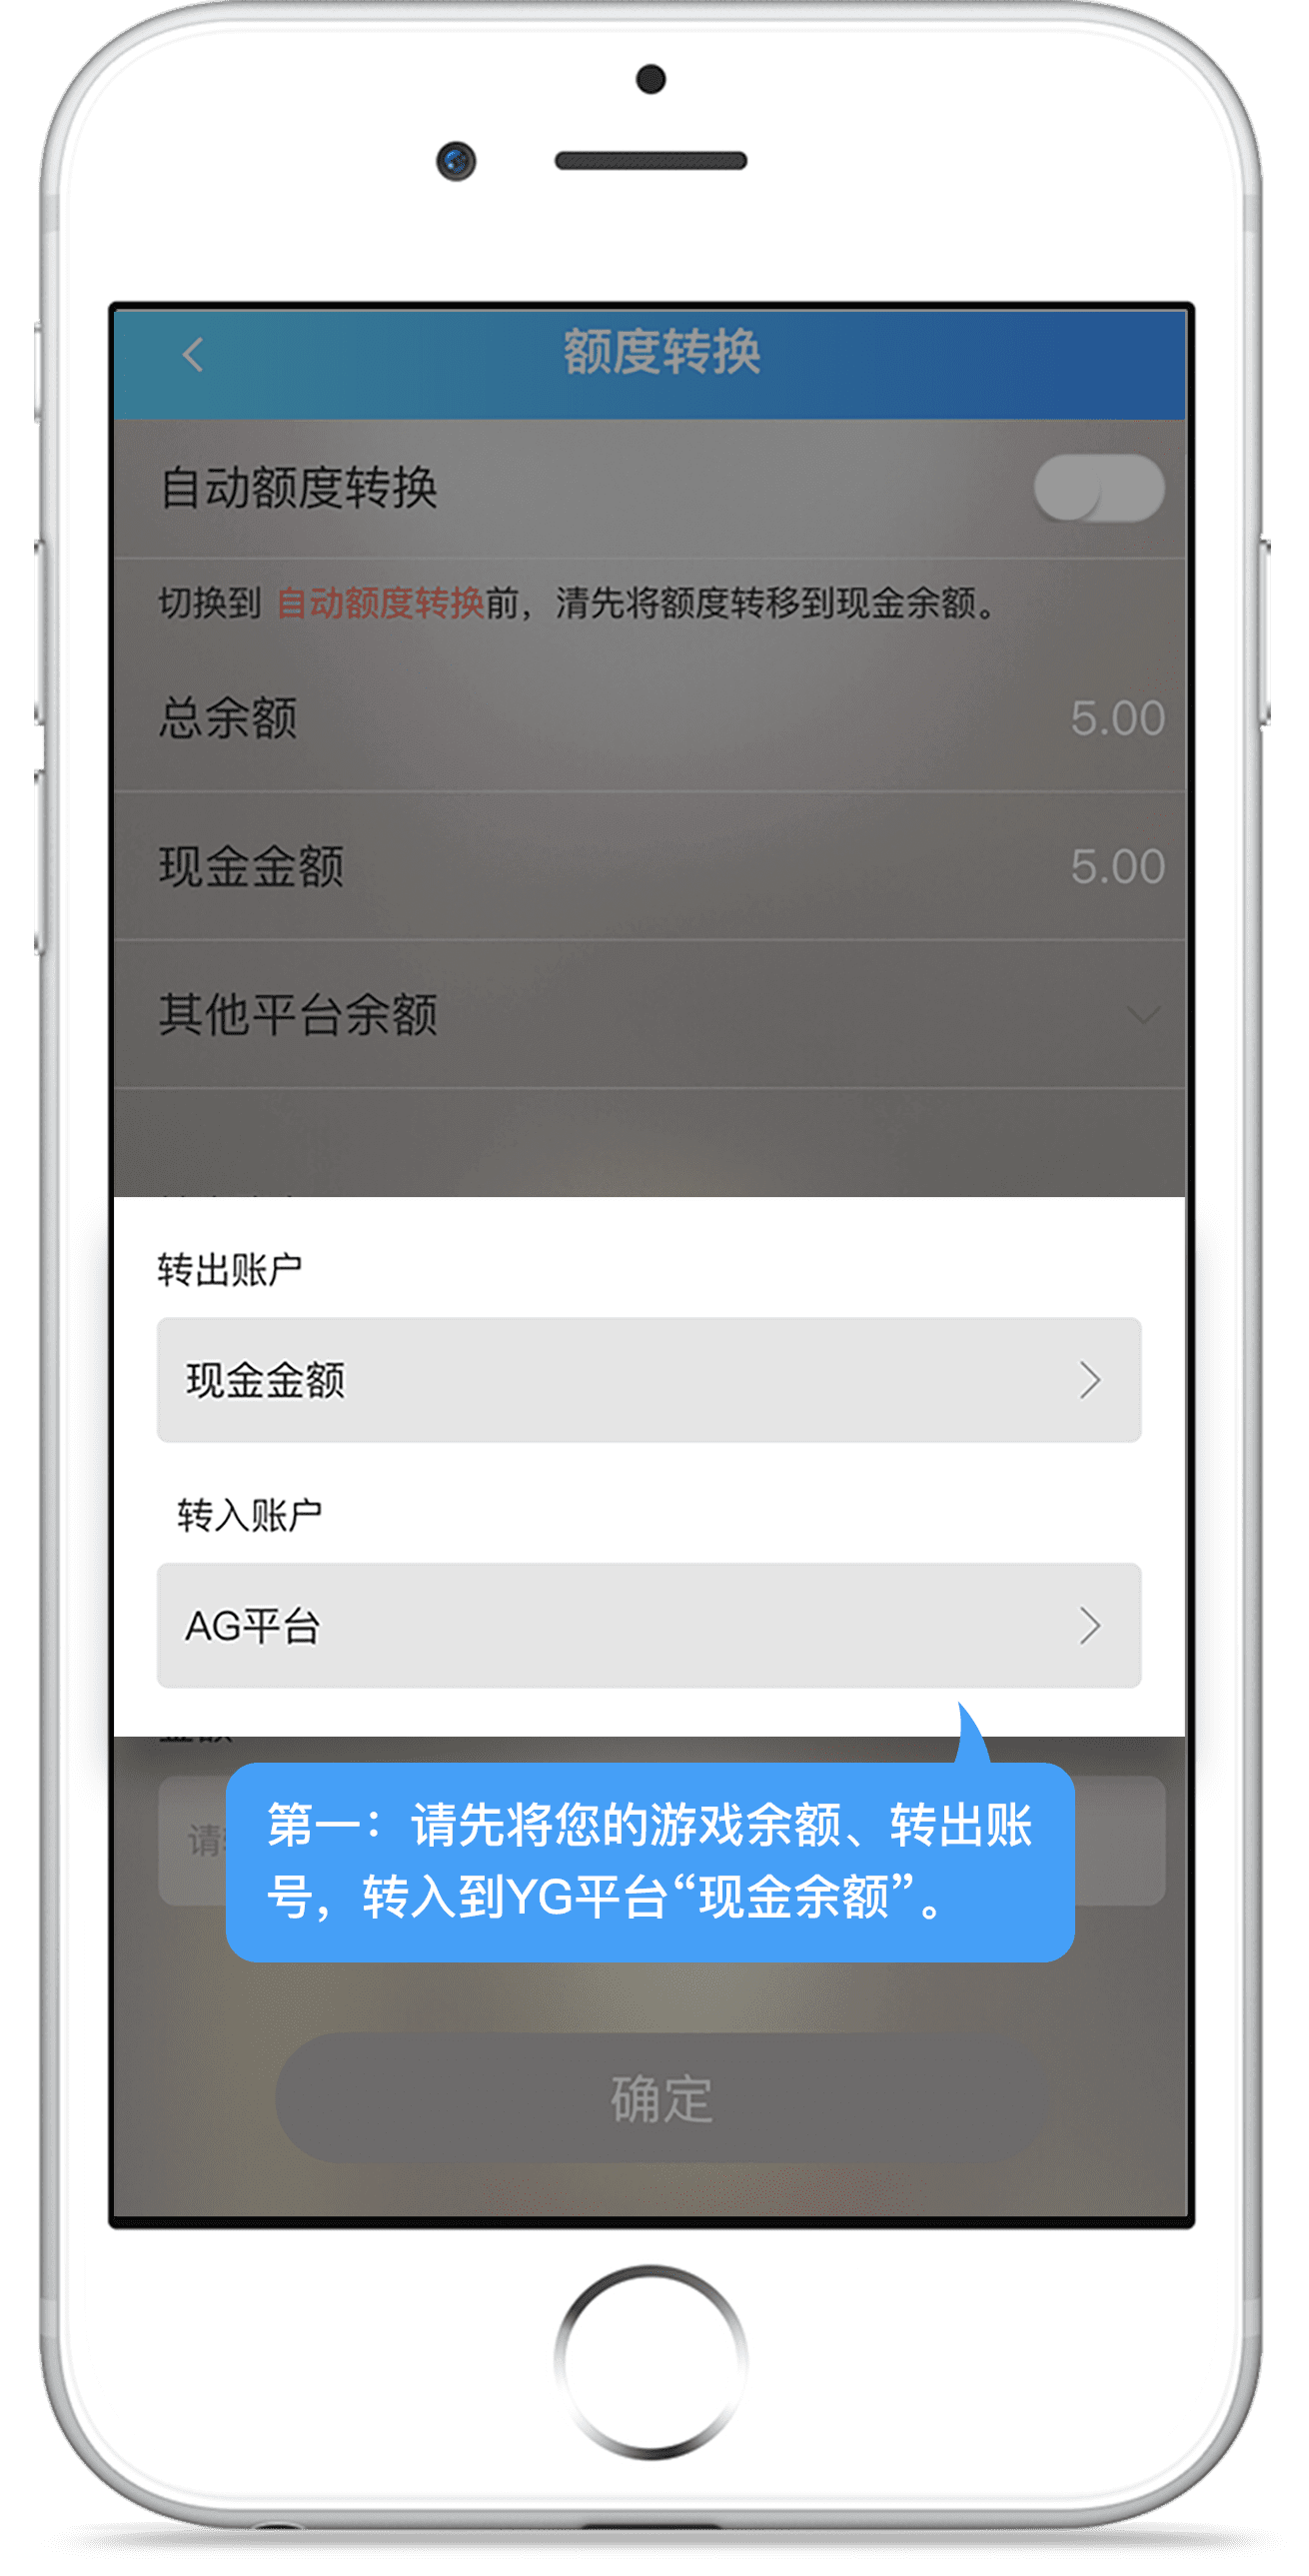 额度转换
自动额度转换
切换到 自动额度转换前，清先将额度转移到现金余额。
总余额 5.00
现金金额 5.00
其他平台余额
转出账户
现金金额
转入账户
AG平台
第一：请先将您的游戏余额、转出账
号，转入到YG平台“现金余额”。
确定